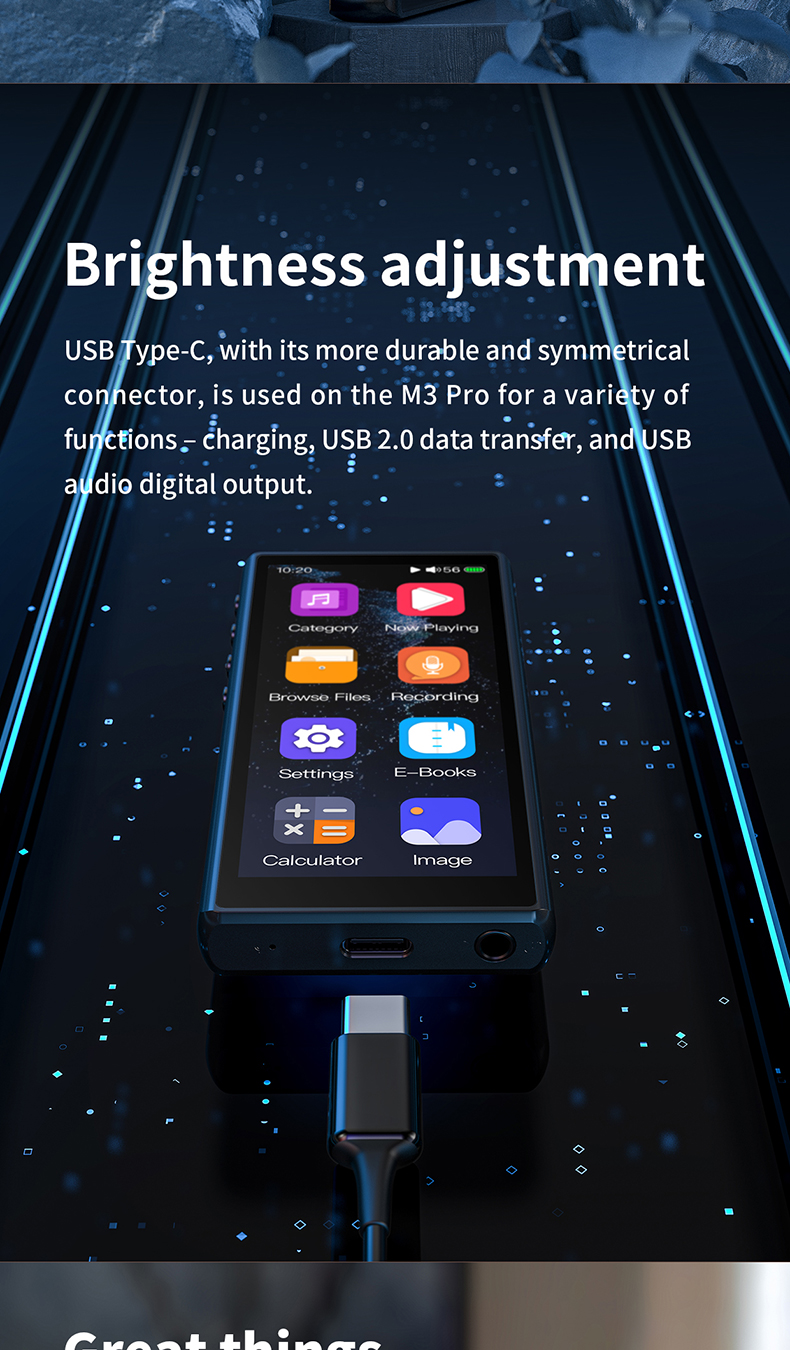 Brightness adjustment
USB Type-C, with its more durable and symmetrical
connector, is used on the M3 Pro for a variety of
functions – charging, USB 2.0 data transfer, and USB
audio digital output.
10:20 56
Category Now Playing
Browse Files Recording
Settings E-Books
Calculator Image
Great things